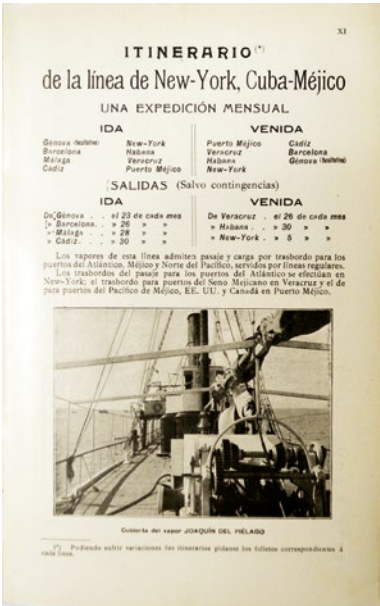 XI
ITINERARIO (*)
de la línea de New-York, Cuba-Méjico
UNA EXPEDICIÓN MENSUAL
IDA
Génova (facultativa) New-York
Barcelona Habana
Málaga Veracruz
Cádiz Puerto Méjico
VENIDA
Puerto Méjico Cádiz
Veracruz Barcelona
Habana Génova (facultativa)
New-York
SALIDAS (Salvo contingencias)
IDA
De Génova . . el 23 de cada mes
» Barcelona. . » 26 » »
» Málaga . . » 28 » »
» Cádiz. . . . » 30 » »
VENIDA
De Veracruz . el 26 de cada mes
» Habana . . » 30 » »
» New-York . » 5 » »
Los vapores de esta línea admiten pasaje y carga por trasbordo para los
puertos del Atlántico, Méjico y Norte del Pacífico, servidos por líneas regulares.
Los trasbordos del pasaje para los puertos del Atlántico se efectúan en
New-York; el trasbordo para puertos del Seno Mejicano en Veracruz y el de
para puertos del Pacífico de Méjico, EE. UU. y Canadá en Puerto Méjico.
Cubierta del vapor JOAQUÍN DEL PIÉLAGO
(*) Pudiendo sufrir variaciones los itinerarios pídanse los folletos correspondientes á
cada línea.